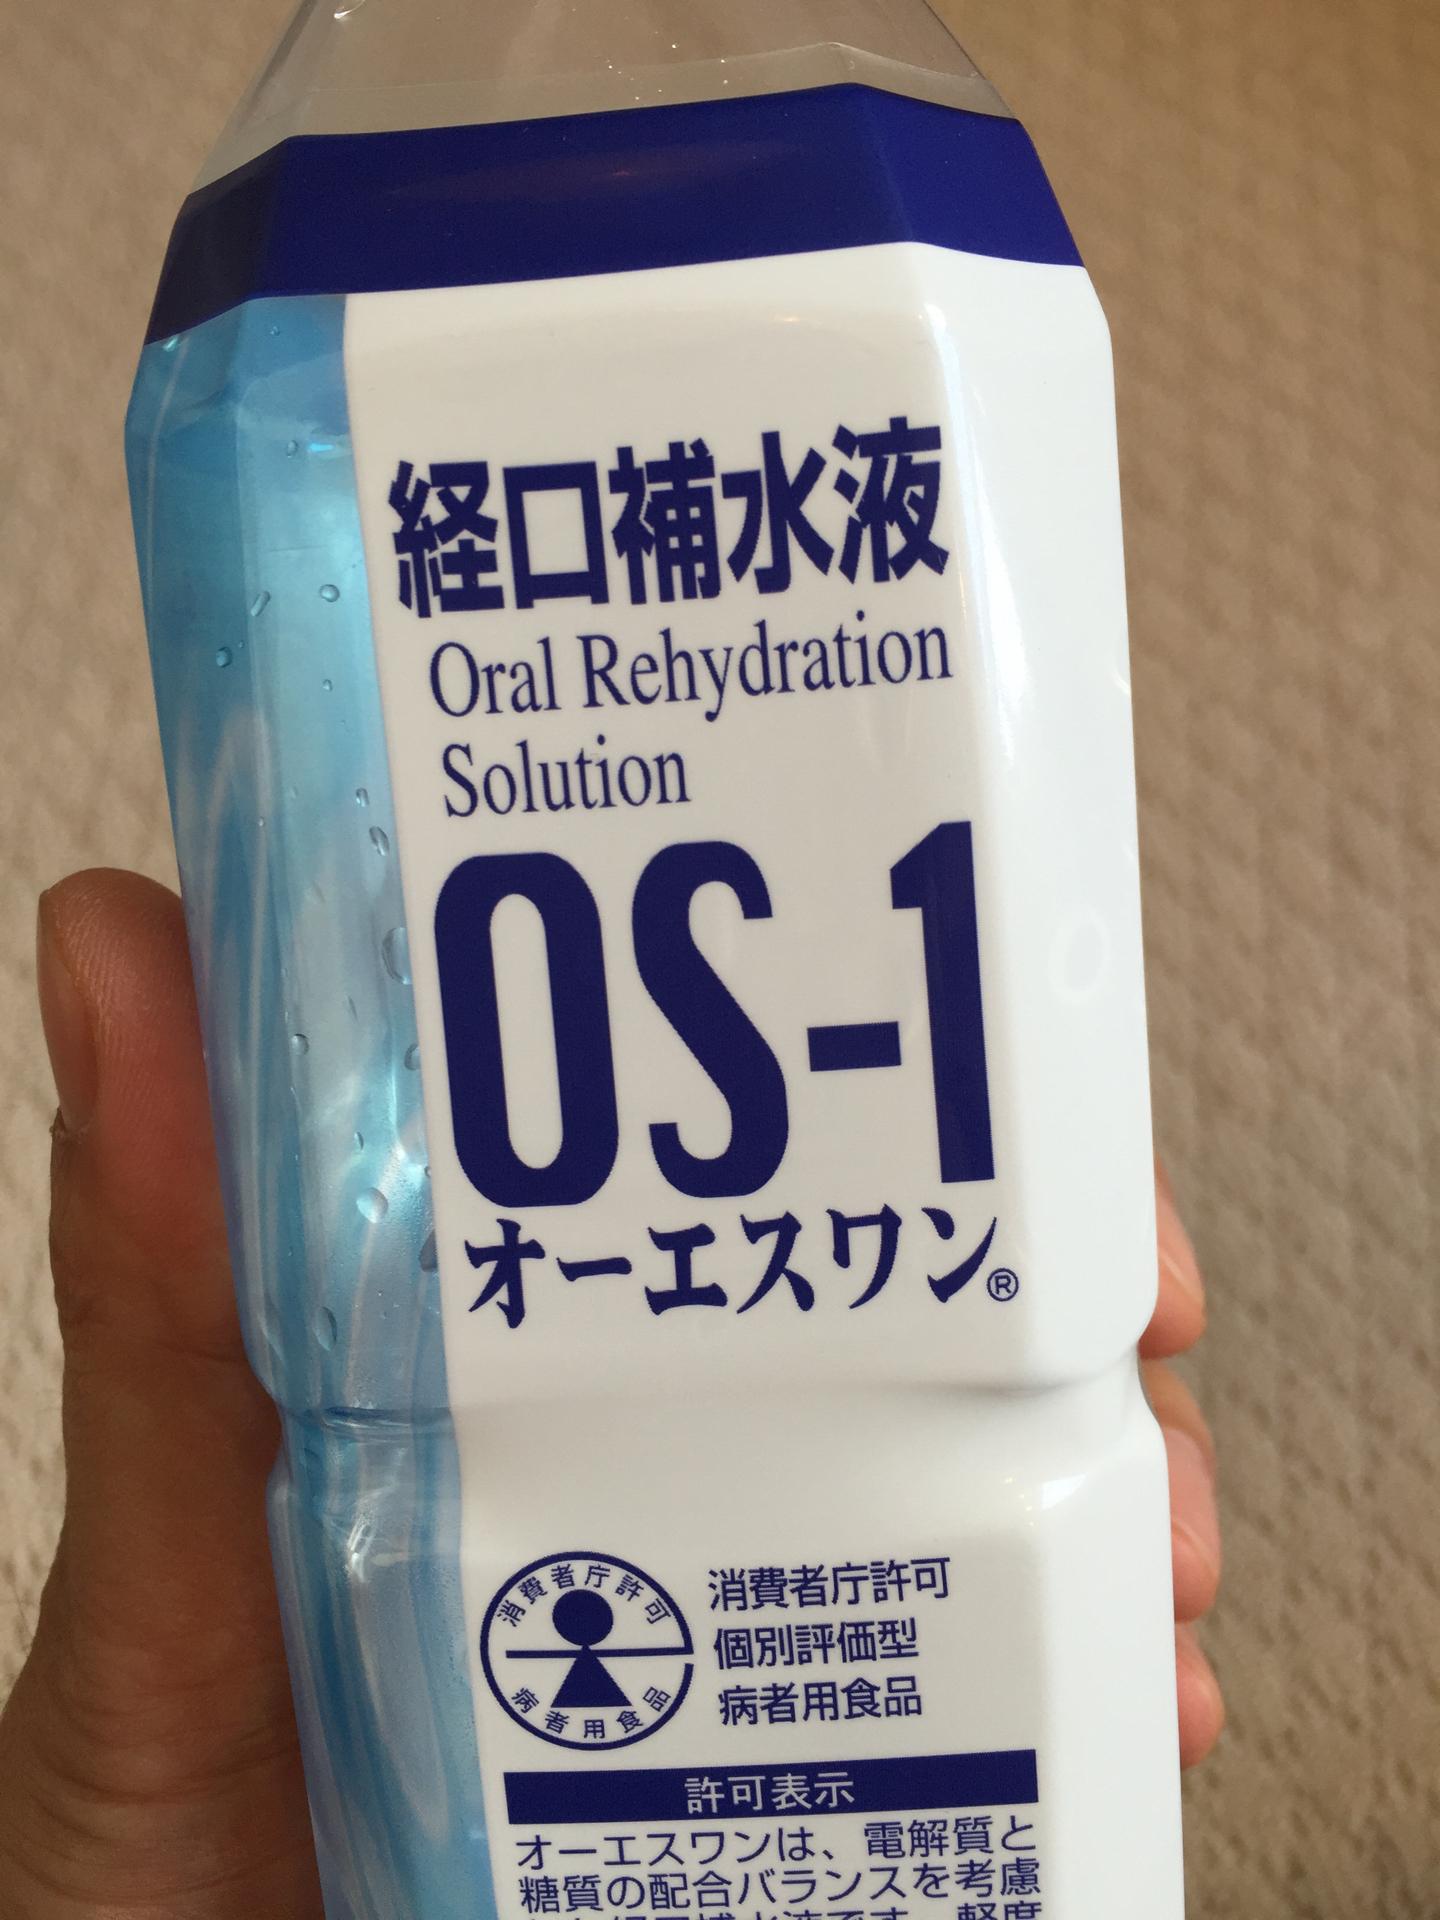 経口補水液
Oral Rehydration
Solution
OS-1
オーエスワン®
消費者庁許可
病者用食品
消費者庁許可
個別評価型
病者用食品
許可表示
オーエスワンは、電解質と
糖質の配合バランスを考慮